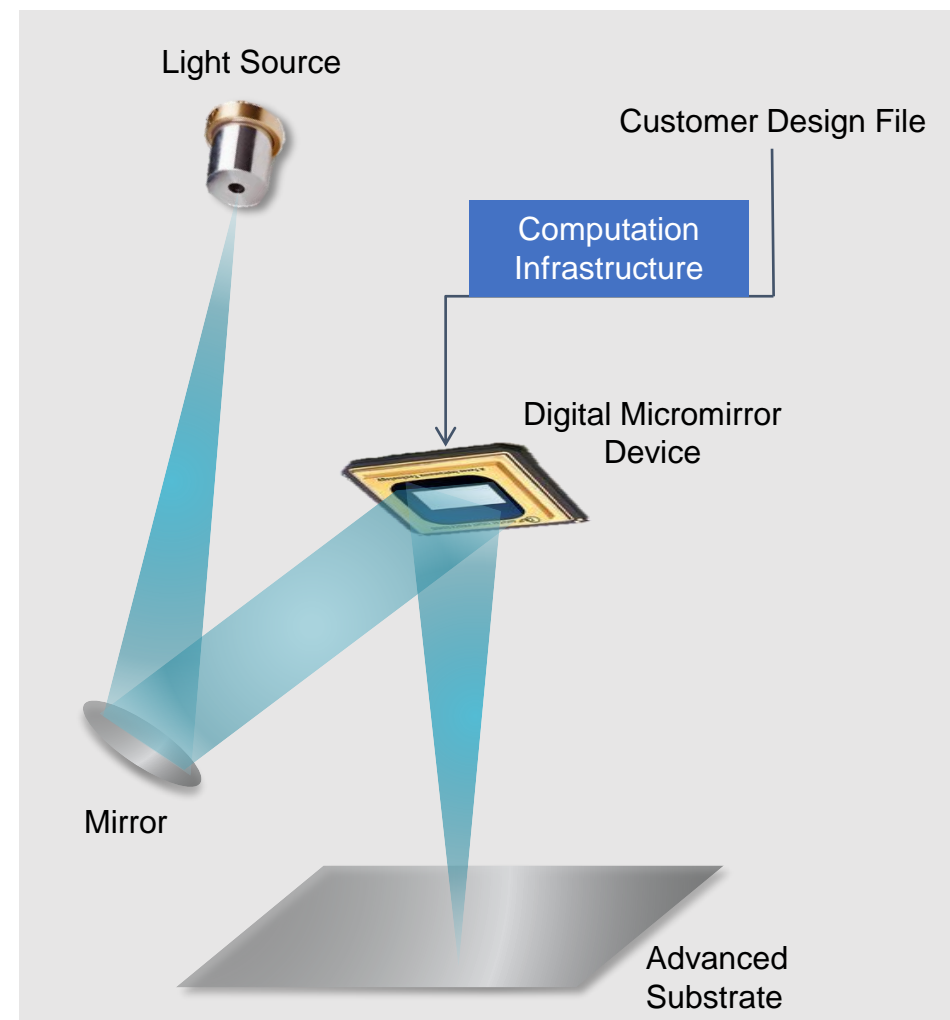 Light Source
Customer Design File
Computation
Infrastructure
Digital Micromirror
Device
Mirror
Advanced
Substrate